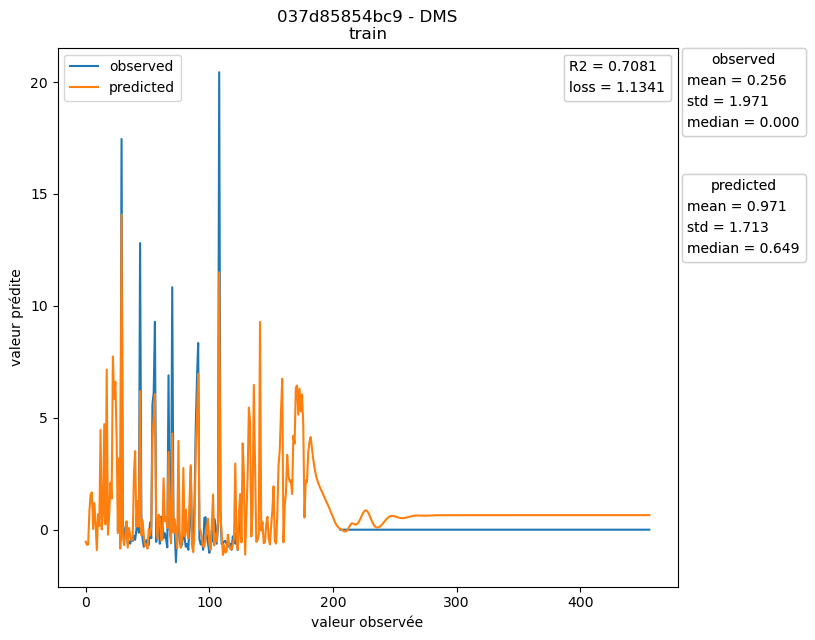 037d85854bc9 - DMS
train
observed
predicted
R2 = 0.7081
loss = 1.1341
observed
mean = 0.256
std = 1.971
median = 0.000
predicted
mean = 0.971
std = 1.713
median = 0.649
valeur prédite
20
15
10
5
0
0 100 200 300 400
valeur observée